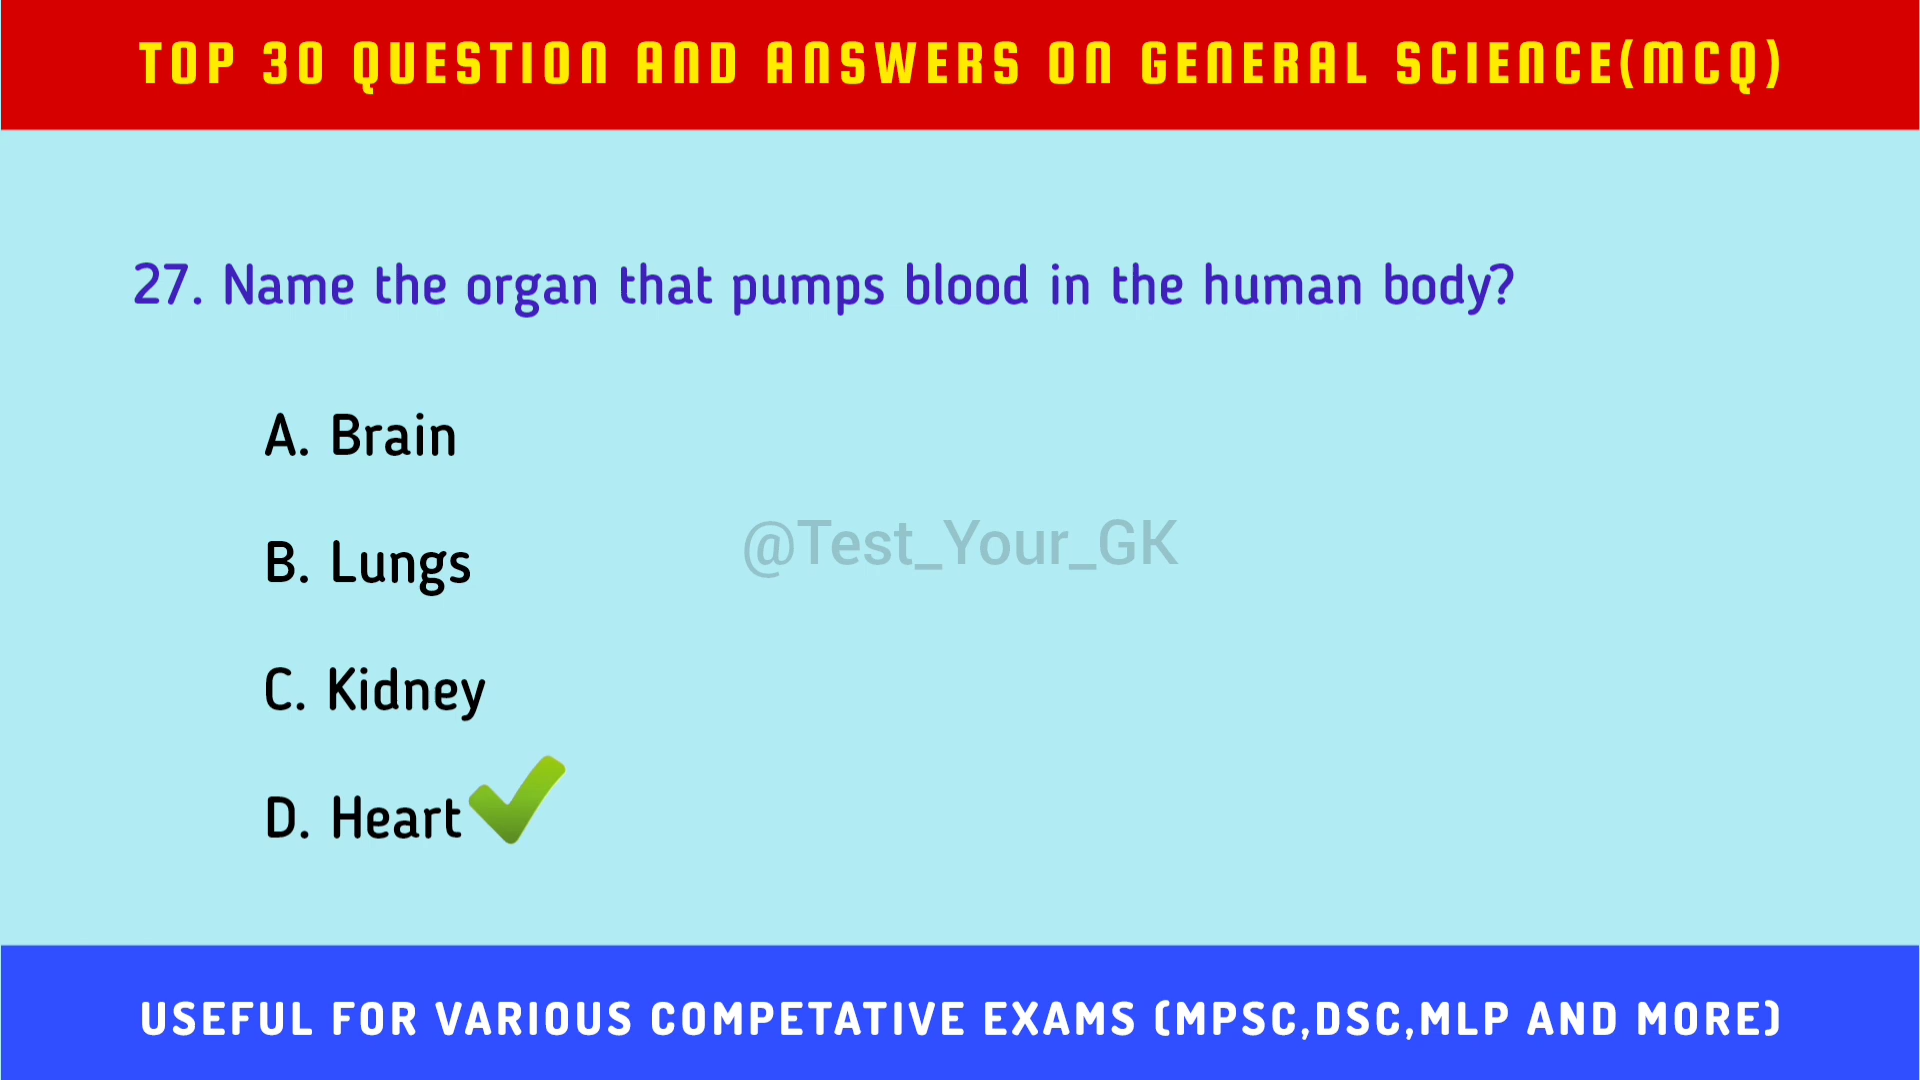 TOP 30 QUESTION AND ANSWERS ON GENERAL SCIENCE(MCQ)
27. Name the organ that pumps blood in the human body?
A. Brain
@Test_Your_GK
B. Lungs
C. Kidney
D. Heart
USEFUL FOR VARIOUS COMPETATIVE EXAMS (MPSC,DSC,MLP AND MORE)